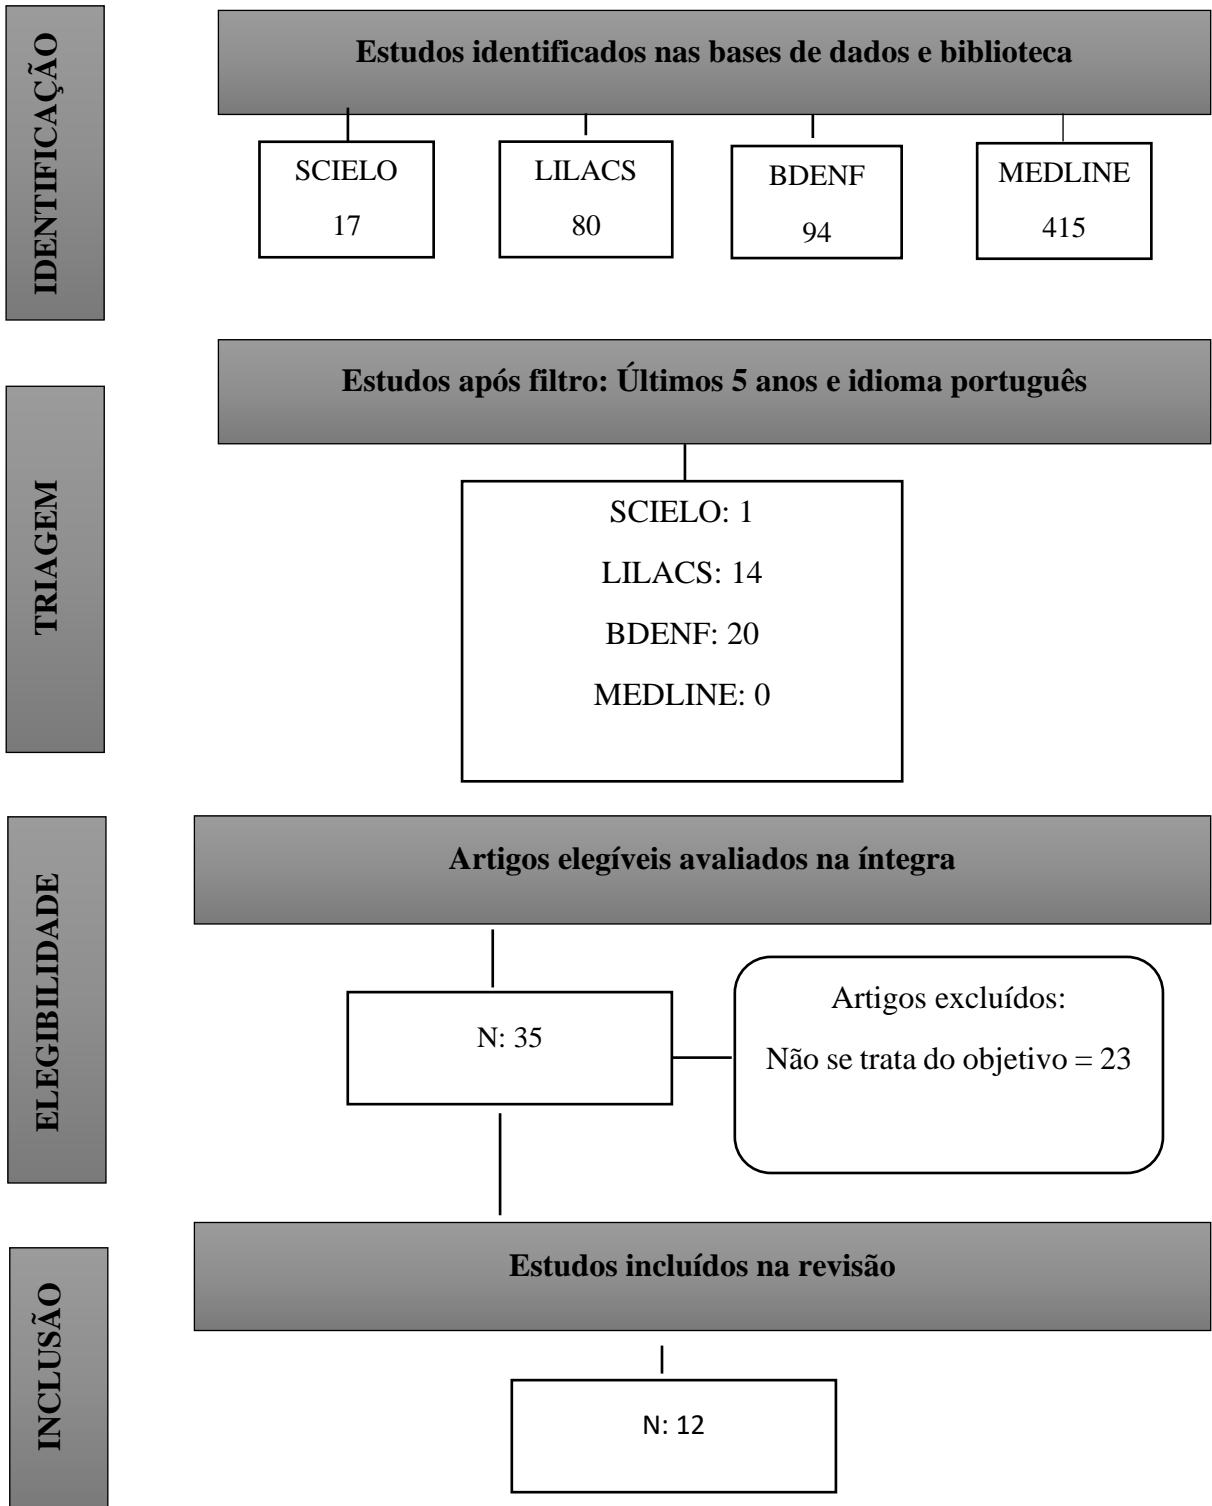 IDENTIFICAÇÃO
Estudos identificados nas bases de dados e biblioteca
SCIELO
17
LILACS
80
BDENF
94
MEDLINE
415
TRIAGEM
Estudos após filtro: Últimos 5 anos e idioma português
SCIELO: 1
LILACS: 14
BDENF: 20
MEDLINE: 0
ELEGIBILIDADE
Artigos elegíveis avaliados na íntegra
N: 35
Artigos excluídos:
Não se trata do objetivo = 23
INCLUSÃO
Estudos incluídos na revisão
N: 12